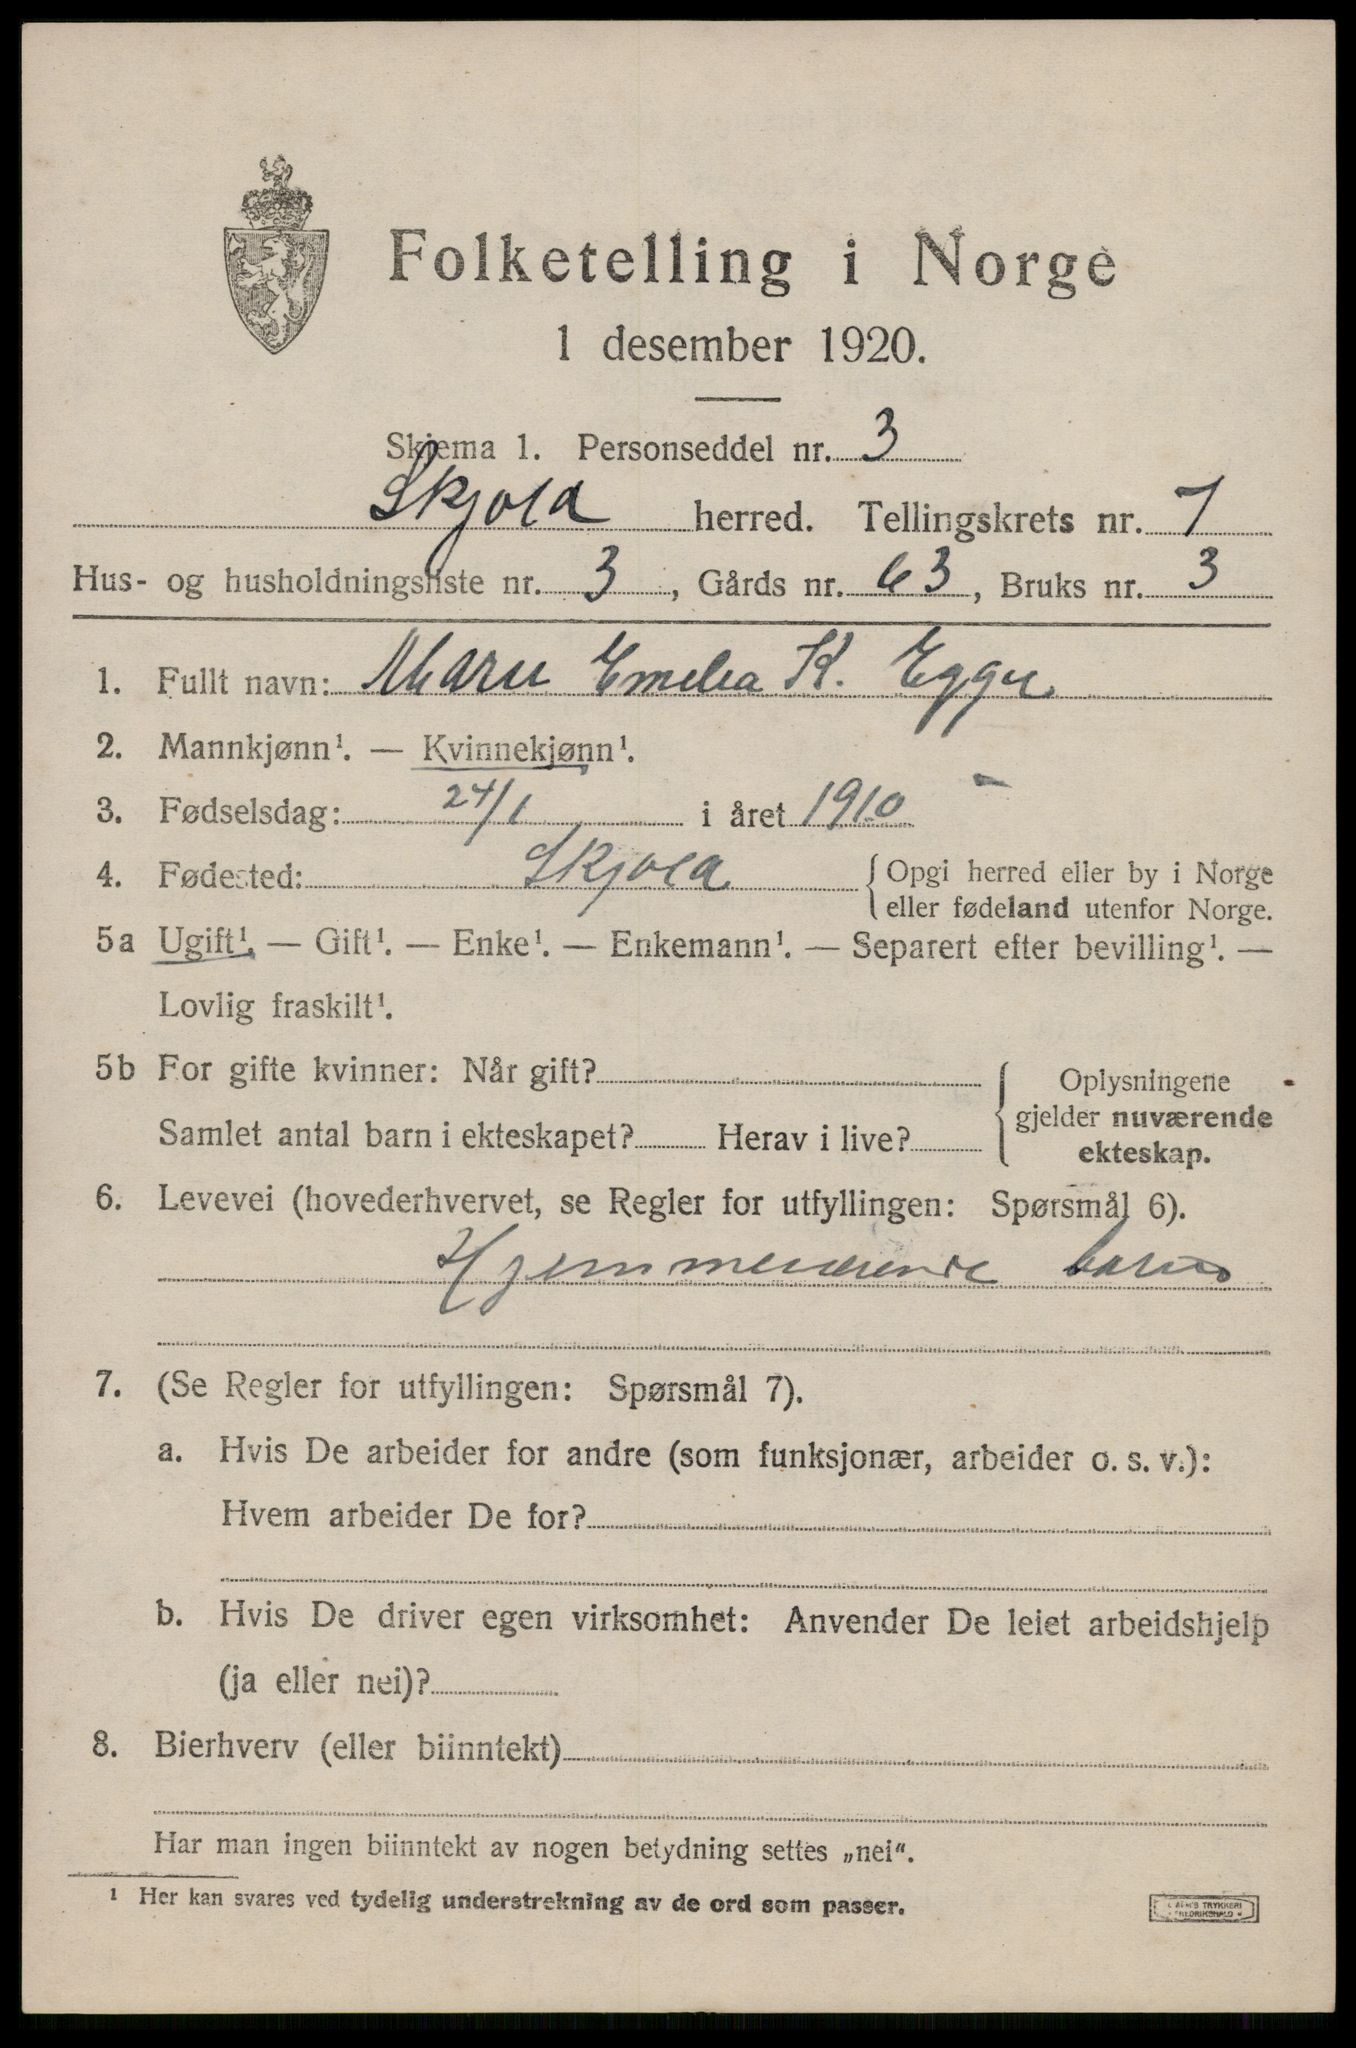 Folketelling i Norge
1 desember 1920.
Skjema 1. Personseddel nr. 3
Skjold herred. Tellingskrets nr. 7
Hus- og husholdningsliste nr. 3, Gårds nr. 63, Bruks nr. 3
1. Fullt navn: Marie Emelia K. Egge
2. Mannkjønn¹. — Kvinnekjønn¹.
3. Fødselsdag: 24/1 i året 1910
4. Fødested: Skjold { Opgi herred eller by i Norge
eller fødeland utenfor Norge.
5a Ugift¹. — Gift¹. — Enke¹. — Enkemann¹. — Separert efter bevilling¹. —
Lovlig fraskilt¹.
5b For gifte kvinner: Når gift? { Oplysningene
gjelder nuværende
Samlet antal barn i ekteskapet? Herav i live?
ekteskap.
6. Levevei (hovederhvervet, se Regler for utfyllingen: Spørsmål 6).
Hjemmeværende barn
7. (Se Regler for utfyllingen: Spørsmål 7).
a. Hvis De arbeider for andre (som funksjonær, arbeider o. s. v.):
Hvem arbeider De for?
b. Hvis De driver egen virksomhet: Anvender De leiet arbeidshjelp
(ja eller nei)?
8. Bierhverv (eller biinntekt)
Har man ingen biinntekt av nogen betydning settes „nei“.
¹ Her kan svares ved tydelig understrekning av de ord som passer.
TRYKKERI
FREDRIKSHALD